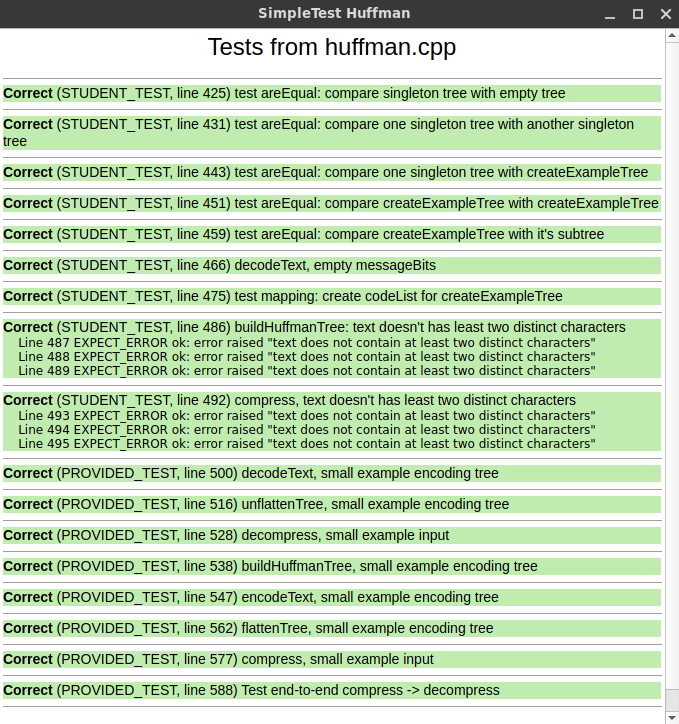 SimpleTest Huffman
Tests from huffman.cpp
Correct (STUDENT_TEST, line 425) test areEqual: compare singleton tree with empty tree
Correct (STUDENT_TEST, line 431) test areEqual: compare one singleton tree with another singleton
tree
Correct (STUDENT_TEST, line 443) test areEqual: compare one singleton tree with createExampleTree
Correct (STUDENT_TEST, line 451) test areEqual: compare createExampleTree with createExampleTree
Correct (STUDENT_TEST, line 459) test areEqual: compare createExampleTree with it's subtree
Correct (STUDENT_TEST, line 466) decodeText, empty messageBits
Correct (STUDENT_TEST, line 475) test mapping: create codeList for createExampleTree
Correct (STUDENT_TEST, line 486) buildHuffmanTree: text doesn't has least two distinct characters
Line 487 EXPECT_ERROR ok: error raised "text does not contain at least two distinct characters"
Line 488 EXPECT_ERROR ok: error raised "text does not contain at least two distinct characters"
Line 489 EXPECT_ERROR ok: error raised "text does not contain at least two distinct characters"
Correct (STUDENT_TEST, line 492) compress, text doesn't has least two distinct characters
Line 493 EXPECT_ERROR ok: error raised "text does not contain at least two distinct characters"
Line 494 EXPECT_ERROR ok: error raised "text does not contain at least two distinct characters"
Line 495 EXPECT_ERROR ok: error raised "text does not contain at least two distinct characters"
Correct (PROVIDED_TEST, line 500) decodeText, small example encoding tree
Correct (PROVIDED_TEST, line 516) unflattenTree, small example encoding tree
Correct (PROVIDED_TEST, line 528) decompress, small example input
Correct (PROVIDED_TEST, line 538) buildHuffmanTree, small example encoding tree
Correct (PROVIDED_TEST, line 547) encodeText, small example encoding tree
Correct (PROVIDED_TEST, line 562) flattenTree, small example encoding tree
Correct (PROVIDED_TEST, line 577) compress, small example input
Correct (PROVIDED_TEST, line 588) Test end-to-end compress -> decompress